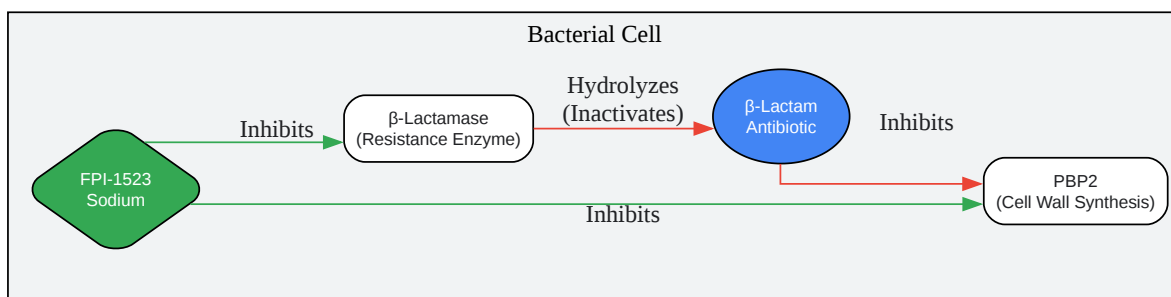 Bacterial Cell
Hydrolyzes
(Inactivates)
Inhibits
β-Lactamase
(Resistance Enzyme)
β-Lactam
Antibiotic
Inhibits
FPI-1523
Sodium
Inhibits
PBP2
(Cell Wall Synthesis)